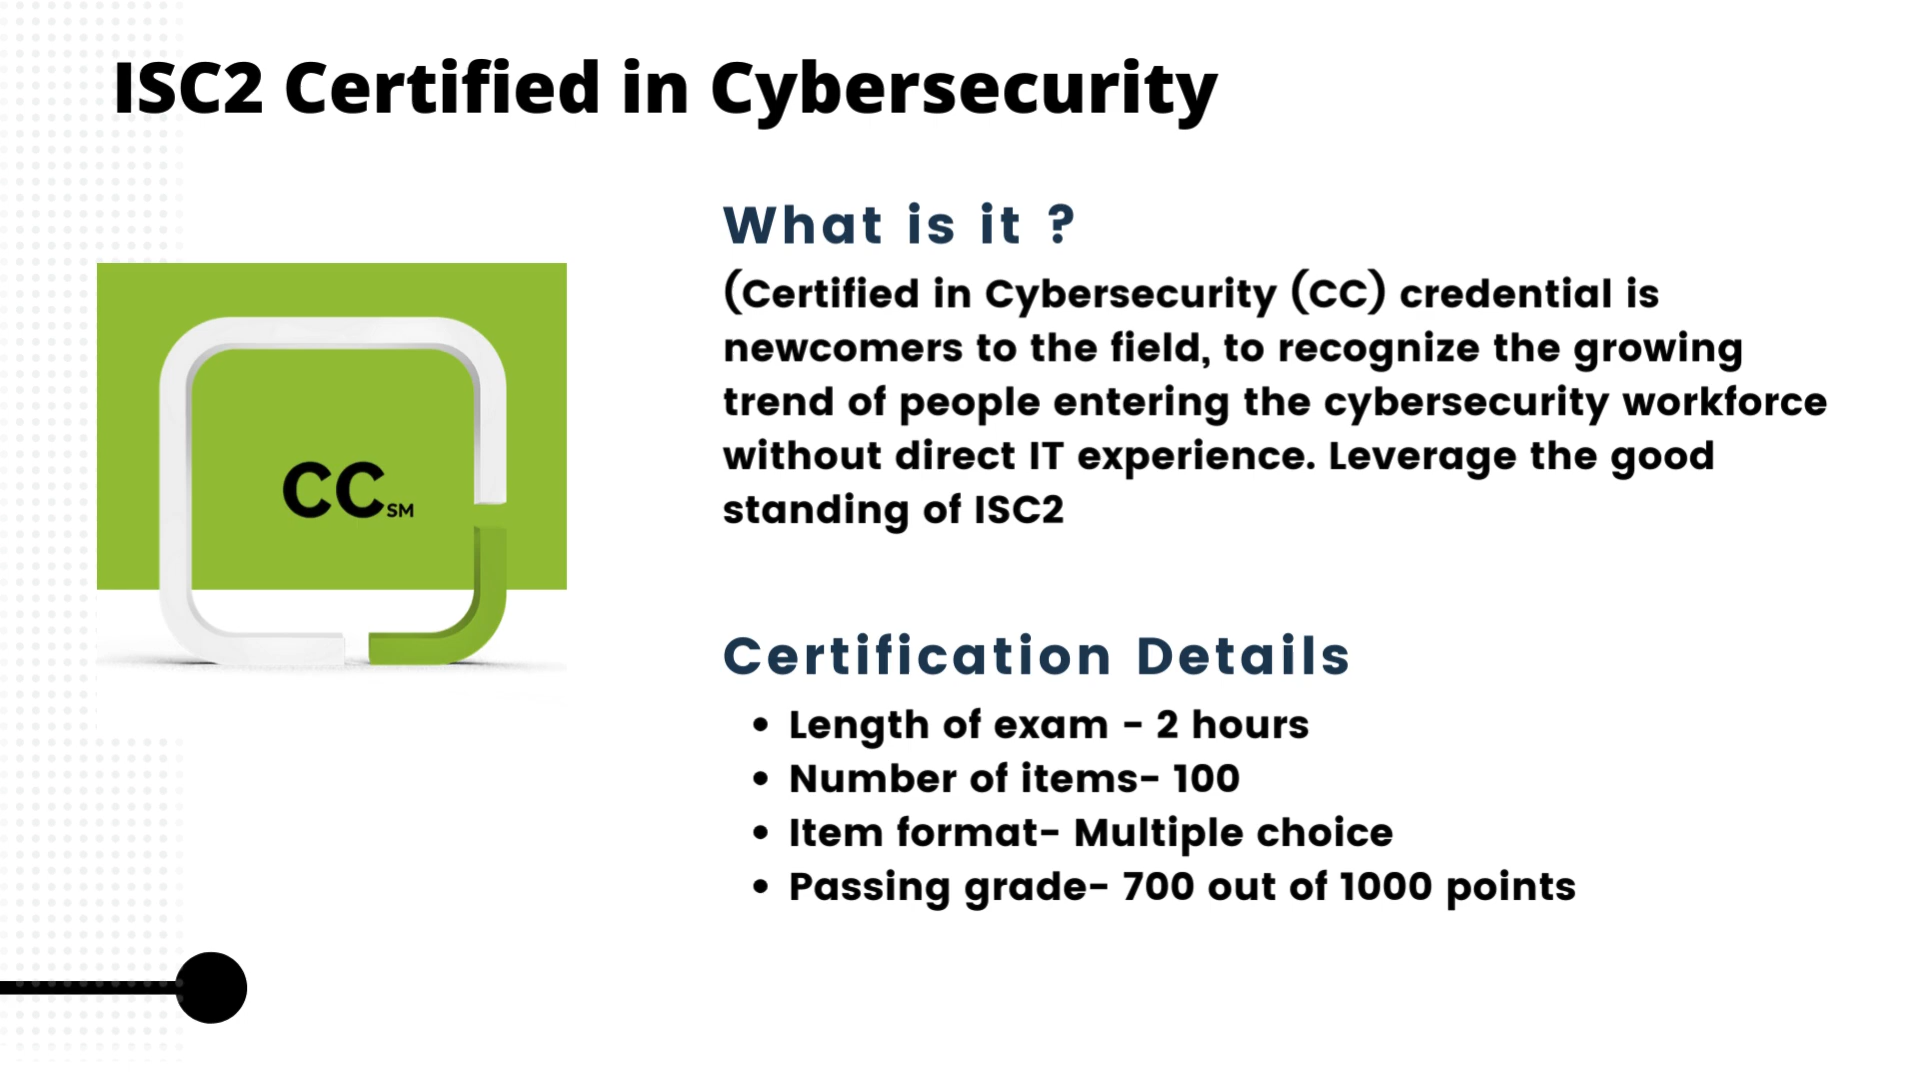 ISC2 Certified in Cybersecurity
CC SM
What is it ?
(Certified in Cybersecurity (CC) credential is
newcomers to the field, to recognize the growing
trend of people entering the cybersecurity workforce
without direct IT experience. Leverage the good
standing of ISC2
Certification Details
• Length of exam - 2 hours
• Number of items- 100
• Item format- Multiple choice
• Passing grade- 700 out of 1000 points